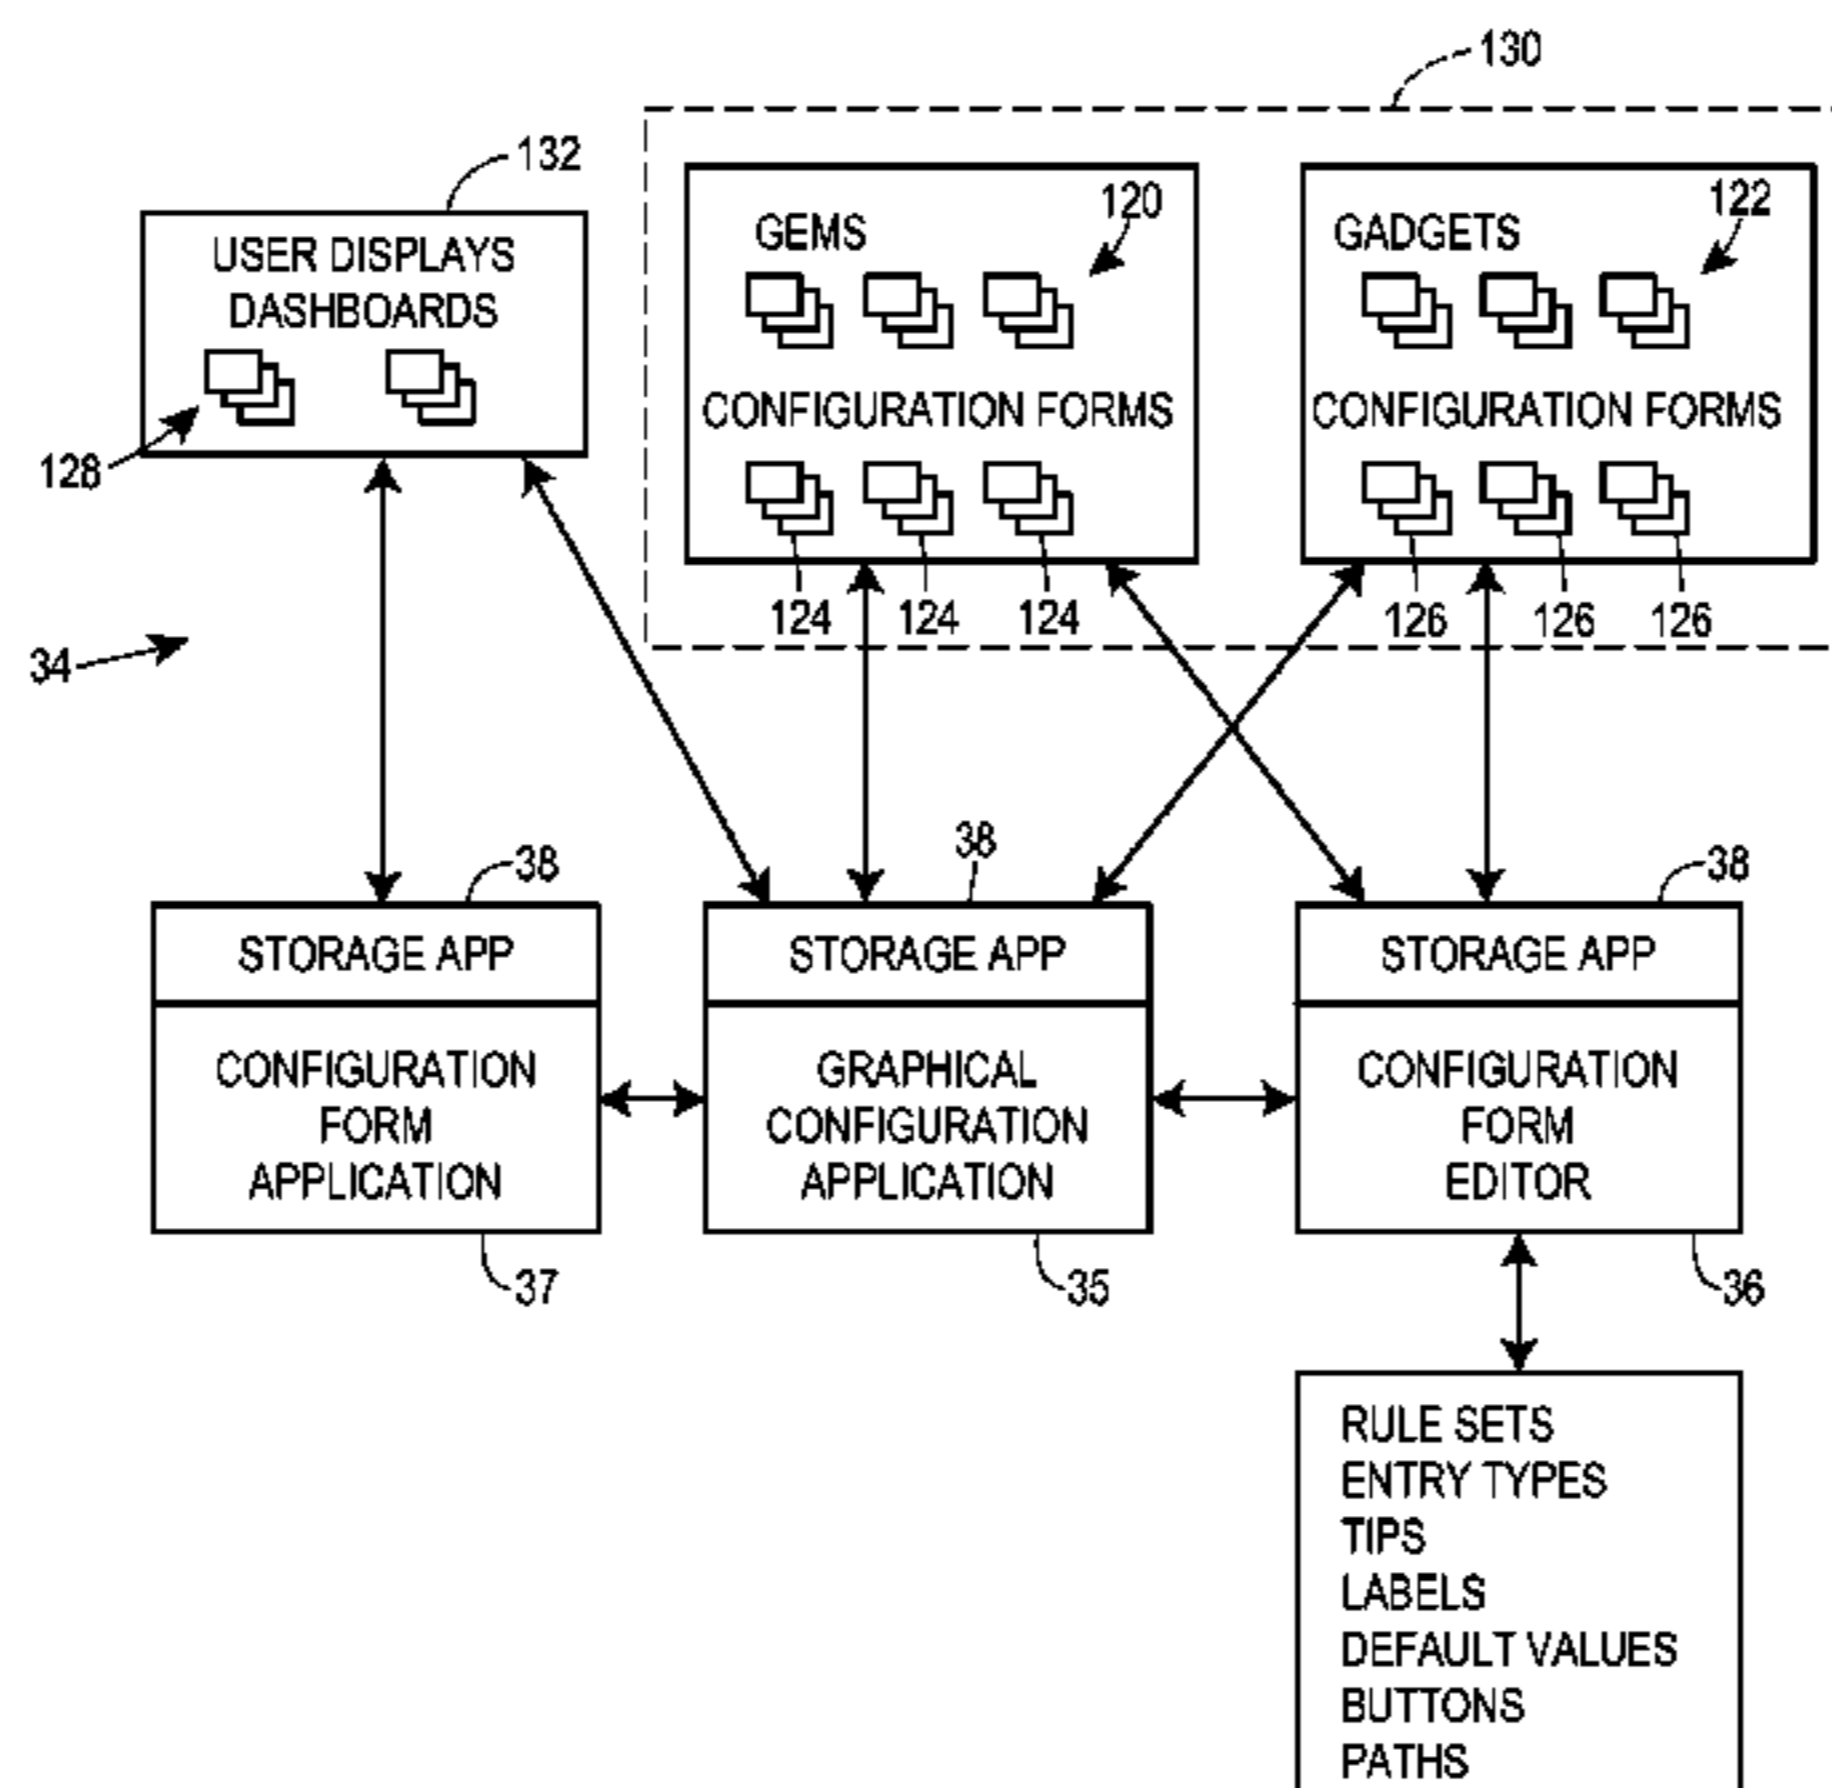 130
132
USER DISPLAYS
DASHBOARDS
128
GEMS
120
CONFIGURATION FORMS
124
124
124
GADGETS
122
CONFIGURATION FORMS
126
126
126
34
38
STORAGE APP
CONFIGURATION
FORM
APPLICATION
37
38
STORAGE APP
GRAPHICAL
CONFIGURATION
APPLICATION
35
38
STORAGE APP
CONFIGURATION
FORM
EDITOR
36
RULE SETS
ENTRY TYPES
TIPS
LABELS
DEFAULT VALUES
BUTTONS
PATHS